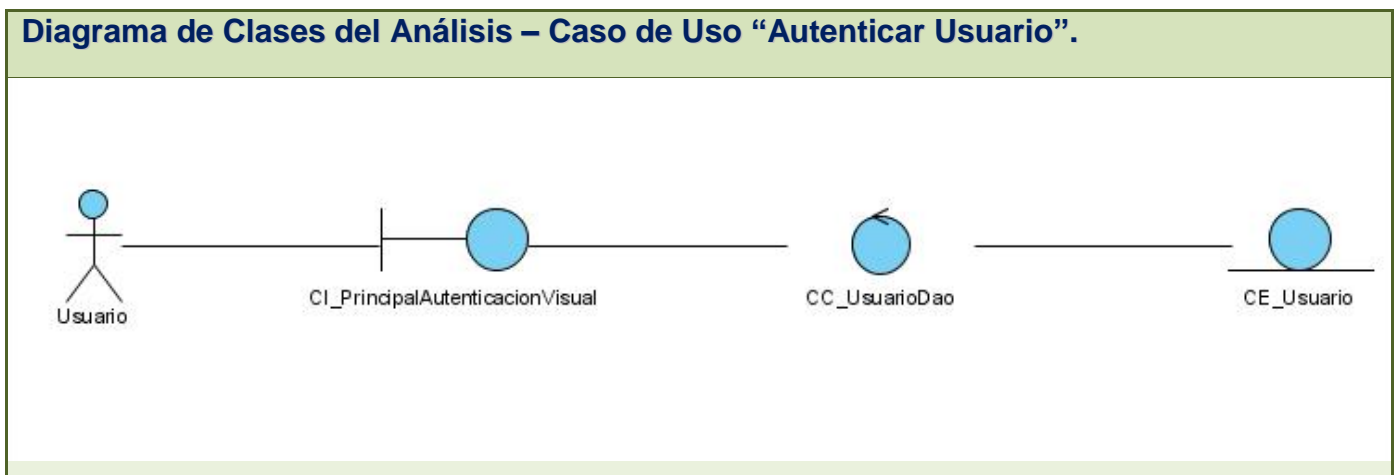 Diagrama de Clases del Análisis – Caso de Uso “Autenticar Usuario”.
Usuario
CI_PrincipalAutenticacionVisual
CC_UsuarioDao
CE_Usuario